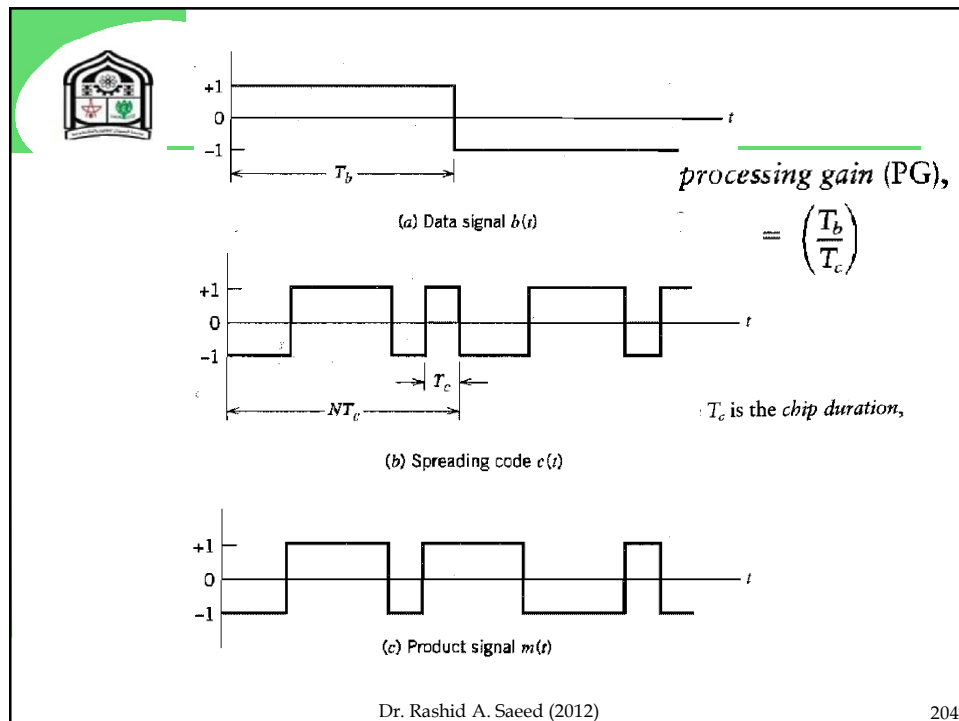 +1
0
t
−1
T_b
processing gain (PG),
(a) Data signal b(t)
= (T_b / T_c)
+1
0
t
−1
T_c
NT_c
T_c is the chip duration,
(b) Spreading code c(t)
+1
0
t
−1
(c) Product signal m(t)
Dr. Rashid A. Saeed (2012)
204